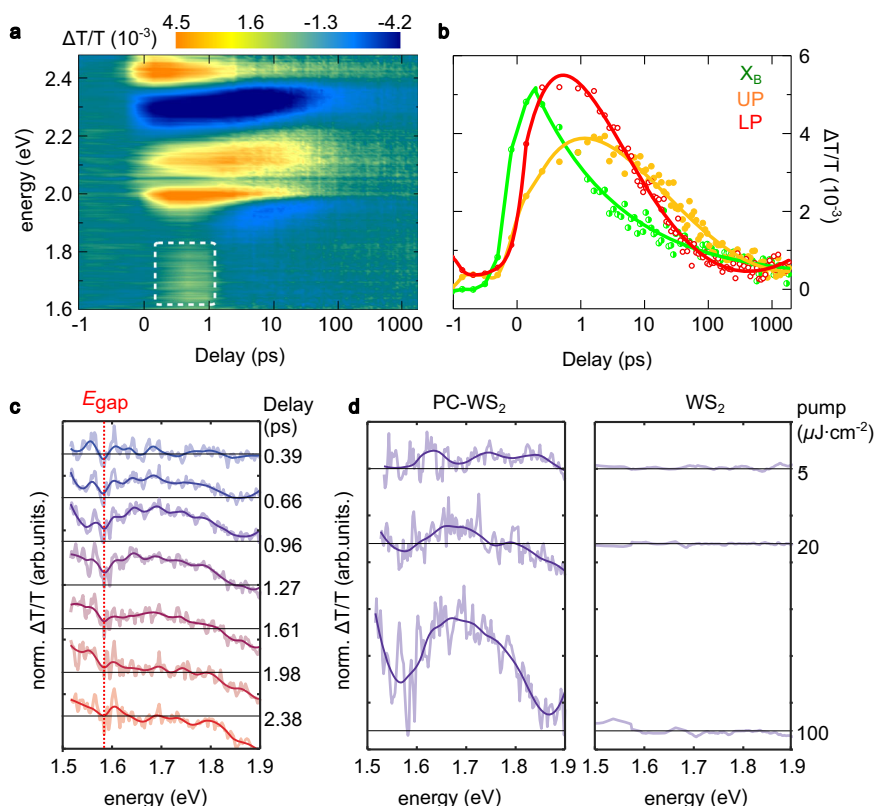 a
ΔT/T (10⁻³)
4.5 1.6 -1.3 -4.2
energy (eV)
2.4
2.2
2.0
1.8
1.6
-1 0 1 10 100 1000
Delay (ps)
b
X_B
UP
LP
ΔT/T (10⁻³)
6
4
2
0
-1 0 1 10 100 1000
Delay (ps)
c
E_gap
Delay
(ps)
0.39
0.66
0.96
1.27
1.61
1.98
2.38
norm. ΔT/T (arb.units.)
1.5 1.6 1.7 1.8 1.9
energy (eV)
d
PC-WS₂
WS₂
pump
(µJ·cm⁻²)
5
20
100
norm. ΔT/T (arb.units.)
1.5 1.6 1.7 1.8 1.9
energy (eV)
1.5 1.6 1.7 1.8 1.9
energy (eV)